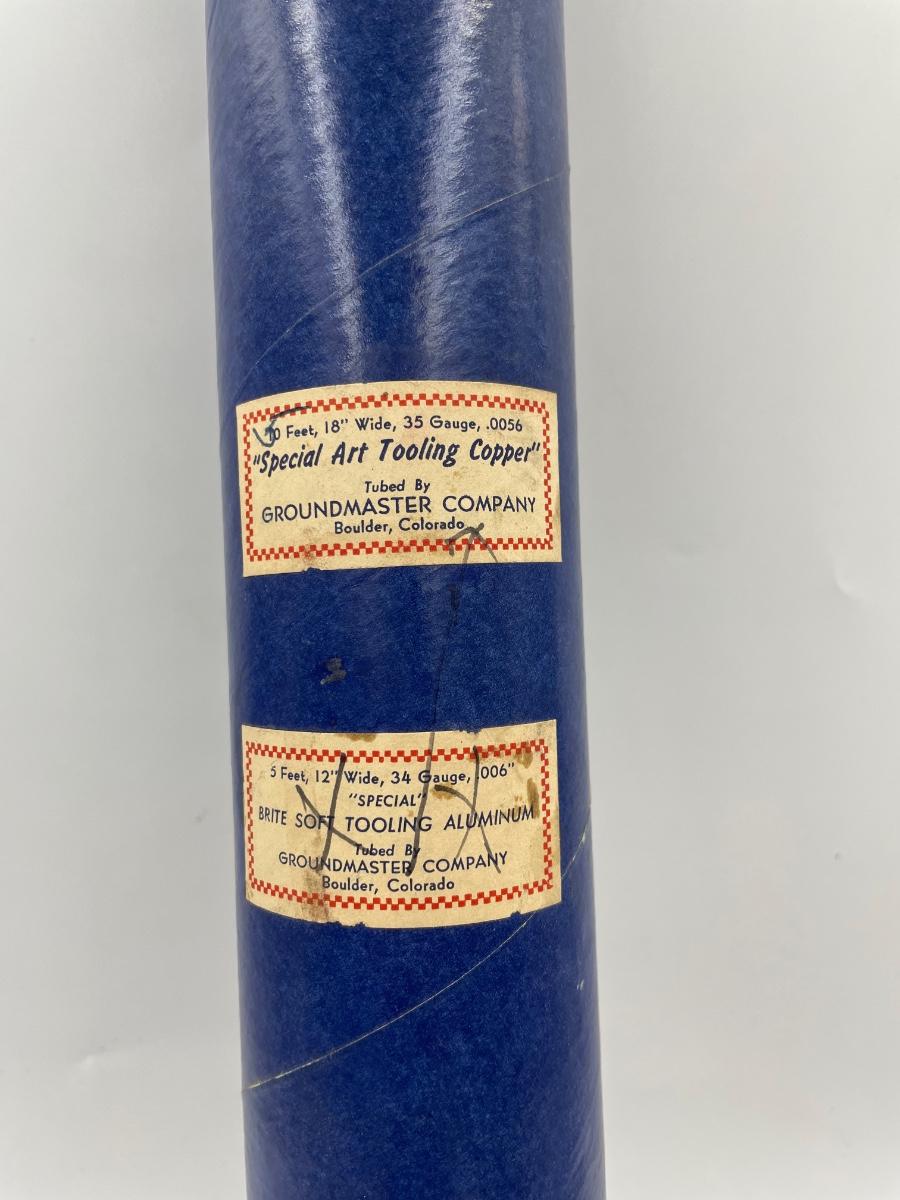 10 Feet, 18" Wide, 35 Gauge, .0056
"Special Art Tooling Copper"
Tubed By
GROUNDMASTER COMPANY
Boulder, Colorado
5 Feet, 12" Wide, 34 Gauge, .006"
"SPECIAL"
BRITE SOFT TOOLING ALUMINUM
Tubed By
GROUNDMASTER COMPANY
Boulder, Colorado